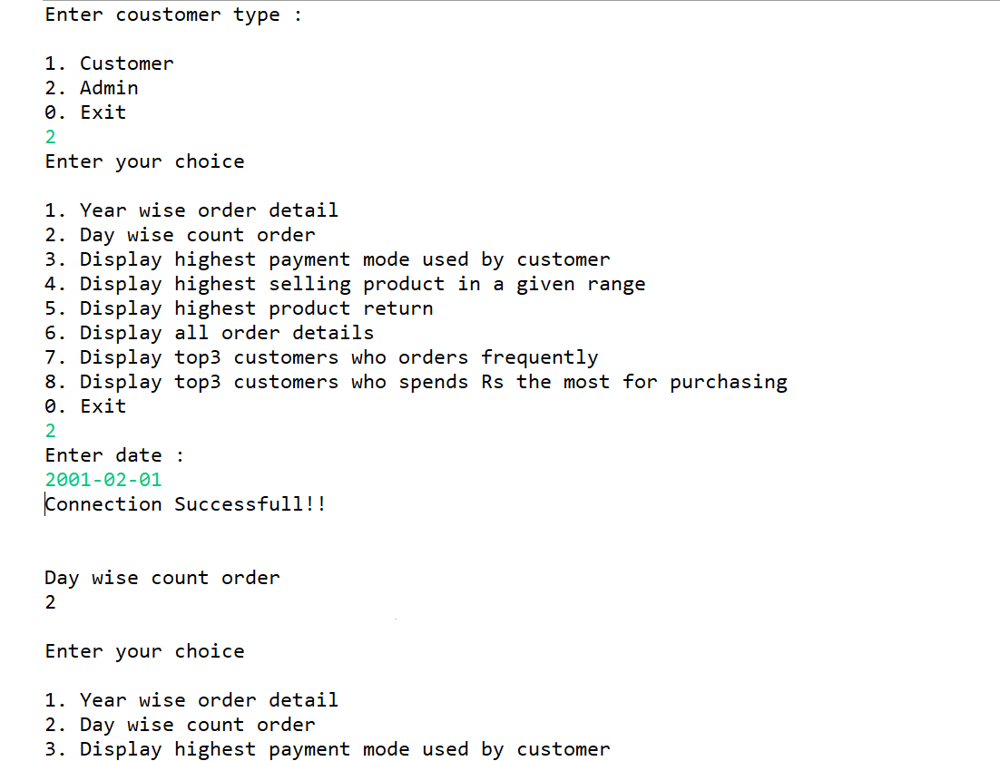 Enter coustomer type :
1. Customer
2. Admin
0. Exit
2
Enter your choice
1. Year wise order detail
2. Day wise count order
3. Display highest payment mode used by customer
4. Display highest selling product in a given range
5. Display highest product return
6. Display all order details
7. Display top3 customers who orders frequently
8. Display top3 customers who spends Rs the most for purchasing
0. Exit
2
Enter date :
2001-02-01
Connection Successfull!!
Day wise count order
2
Enter your choice
1. Year wise order detail
2. Day wise count order
3. Display highest payment mode used by customer